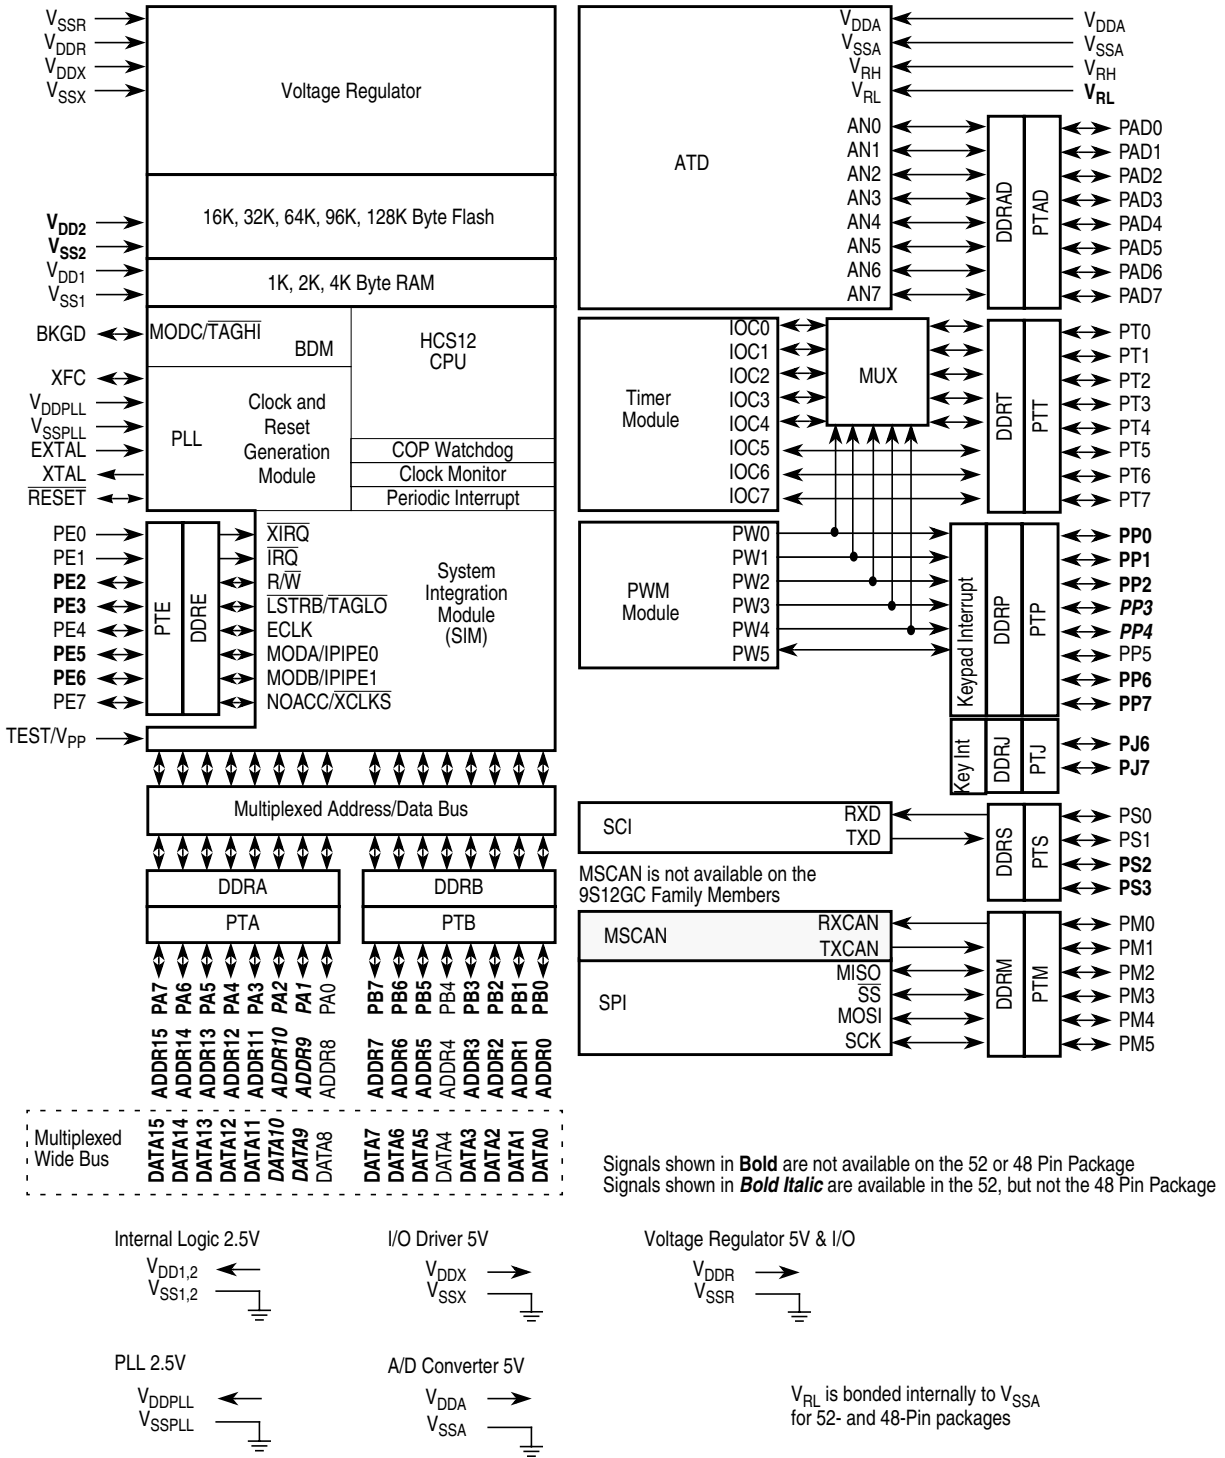 VSSR
VDDR
VDDX
VSSX
Voltage Regulator
VDD2
VSS2
VDD1
VSS1
16K, 32K, 64K, 96K, 128K Byte Flash
1K, 2K, 4K Byte RAM
BKGD
MODC/TAGHI
BDM
HCS12
CPU
XFC
VDDPLL
VSSPLL
EXTAL
XTAL
RESET
PLL
Clock and
Reset
Generation
Module
COP Watchdog
Clock Monitor
Periodic Interrupt
PE0
PE1
PE2
PE3
PE4
PE5
PE6
PE7
PTE
DDRE
XIRQ
IRQ
R/W
LSTRB/TAGLO
ECLK
MODA/IPIPE0
MODB/IPIPE1
NOACC/XCLKS
System
Integration
Module
(SIM)
TEST/VPP
Multiplexed Address/Data Bus
DDRA
DDRB
PTA
PTB
PA7
PA6
PA5
PA4
PA3
PA2
PA1
PA0
PB7
PB6
PB5
PB4
PB3
PB2
PB1
PB0
ADDR15
ADDR14
ADDR13
ADDR12
ADDR11
ADDR10
ADDR9
ADDR8
ADDR7
ADDR6
ADDR5
ADDR4
ADDR3
ADDR2
ADDR1
ADDR0
Multiplexed
Wide Bus
DATA15
DATA14
DATA13
DATA12
DATA11
DATA10
DATA9
DATA8
DATA7
DATA6
DATA5
DATA4
DATA3
DATA2
DATA1
DATA0
ATD
VDDA
VSSA
VRH
VRL
AN0
AN1
AN2
AN3
AN4
AN5
AN6
AN7
DDRAD
PTAD
VDDA
VSSA
VRH
VRL
PAD0
PAD1
PAD2
PAD3
PAD4
PAD5
PAD6
PAD7
Timer
Module
IOC0
IOC1
IOC2
IOC3
IOC4
IOC5
IOC6
IOC7
MUX
DDRT
PTT
PT0
PT1
PT2
PT3
PT4
PT5
PT6
PT7
PWM
Module
PW0
PW1
PW2
PW3
PW4
PW5
Keypad Interrupt
DDRP
PTP
PP0
PP1
PP2
PP3
PP4
PP5
PP6
PP7
Key Int
DDRJ
PTJ
PJ6
PJ7
SCI
RXD
TXD
DDRS
PTS
PS0
PS1
PS2
PS3
MSCAN is not available on the
9S12GC Family Members
MSCAN
RXCAN
TXCAN
SPI
MISO
SS
MOSI
SCK
DDRM
PTM
PM0
PM1
PM2
PM3
PM4
PM5
Signals shown in Bold are not available on the 52 or 48 Pin Package
Signals shown in Bold Italic are available in the 52, but not the 48 Pin Package
Internal Logic 2.5V
VDD1,2
VSS1,2
I/O Driver 5V
VDDX
VSSX
Voltage Regulator 5V & I/O
VDDR
VSSR
PLL 2.5V
VDDPLL
VSSPLL
A/D Converter 5V
VDDA
VSSA
VRL is bonded internally to VSSA
for 52- and 48-Pin packages